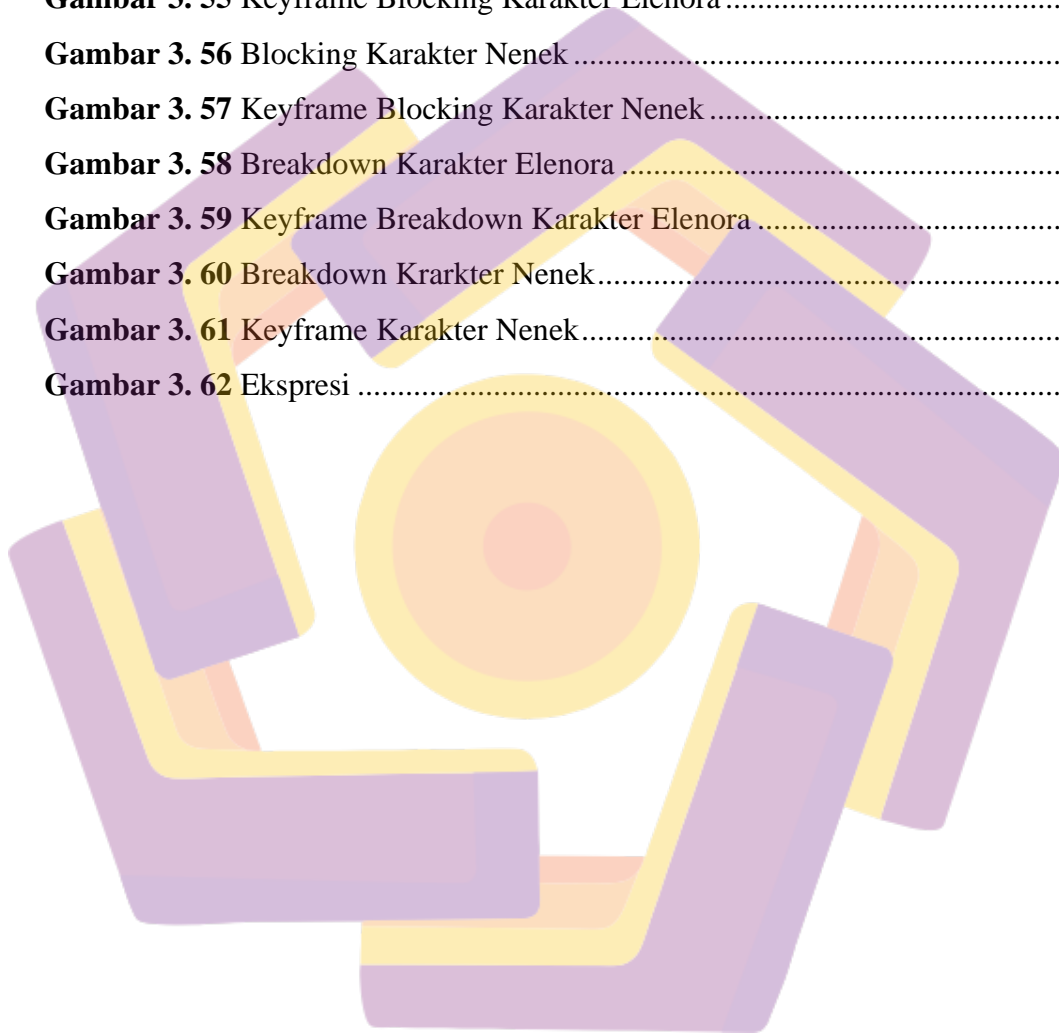 Gambar 3. 55 Keyframe Blocking Karakter Elenora ........................................
Gambar 3. 56 Blocking Karakter Nenek ...........................................................
Gambar 3. 57 Keyframe Blocking Karakter Nenek ..........................................
Gambar 3. 58 Breakdown Karakter Elenora .....................................................
Gambar 3. 59 Keyframe Breakdown Karakter Elenora .....................................
Gambar 3. 60 Breakdown Krarkter Nenek........................................................
Gambar 3. 61 Keyframe Karakter Nenek..........................................................
Gambar 3. 62 Ekspresi ......................................................................................